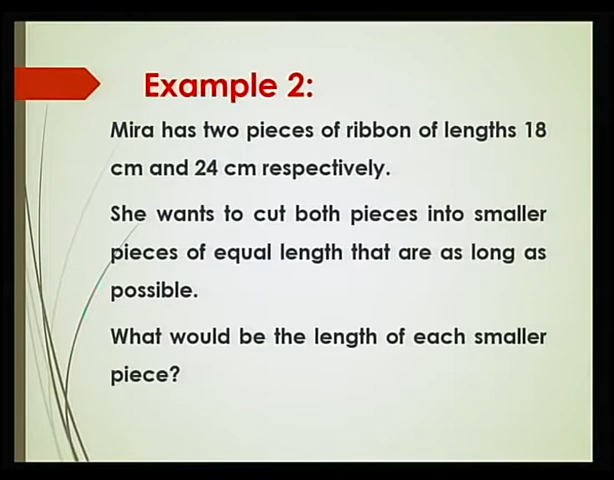 Example 2:
Mira has two pieces of ribbon of lengths 18
cm and 24 cm respectively.
She wants to cut both pieces into smaller
pieces of equal length that are as long as
possible.
What would be the length of each smaller
piece?